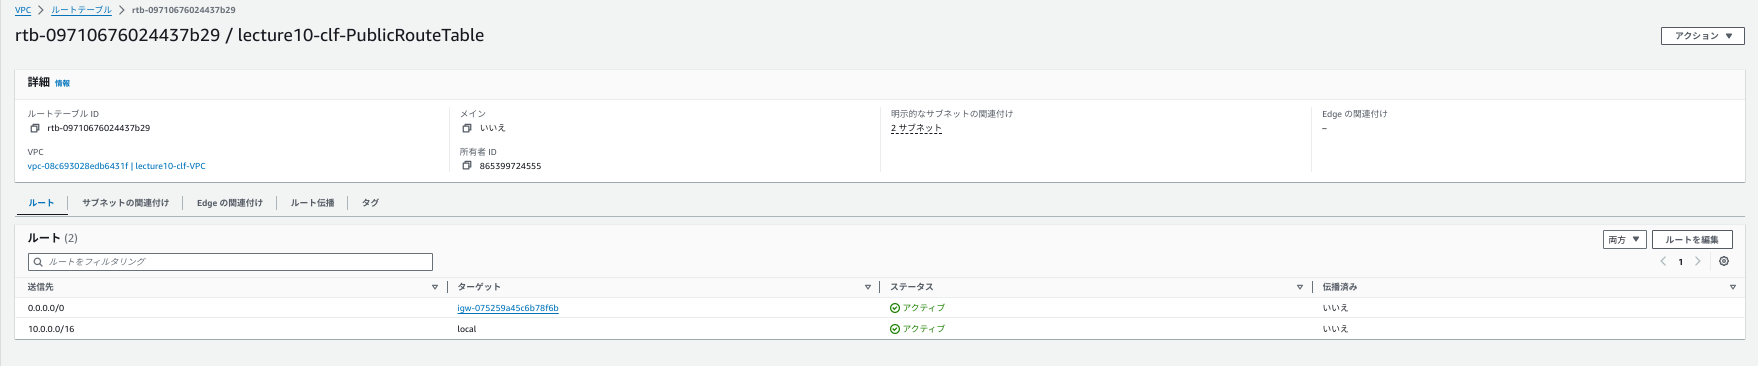 VPC > ルートテーブル > rtb-09710676024437b29
rtb-09710676024437b29 / lecture10-clf-PublicRouteTable
アクション ▼
詳細 情報
ルートテーブル ID
rtb-09710676024437b29
メイン
いいえ
明示的なサブネットの関連付け
2 サブネット
Edge の関連付け
–
VPC
vpc-08c693028edb6431f | lecture10-clf-VPC
所有者 ID
865399724555
ルート サブネットの関連付け Edge の関連付け ルート伝播 タグ
ルート (2)
両方 ▼ ルートを編集
ルートをフィルタリング
1
送信先 ターゲット ステータス 伝播済み
0.0.0.0/0 igw-075259a45c6b78f6b アクティブ いいえ
10.0.0.0/16 local アクティブ いいえ